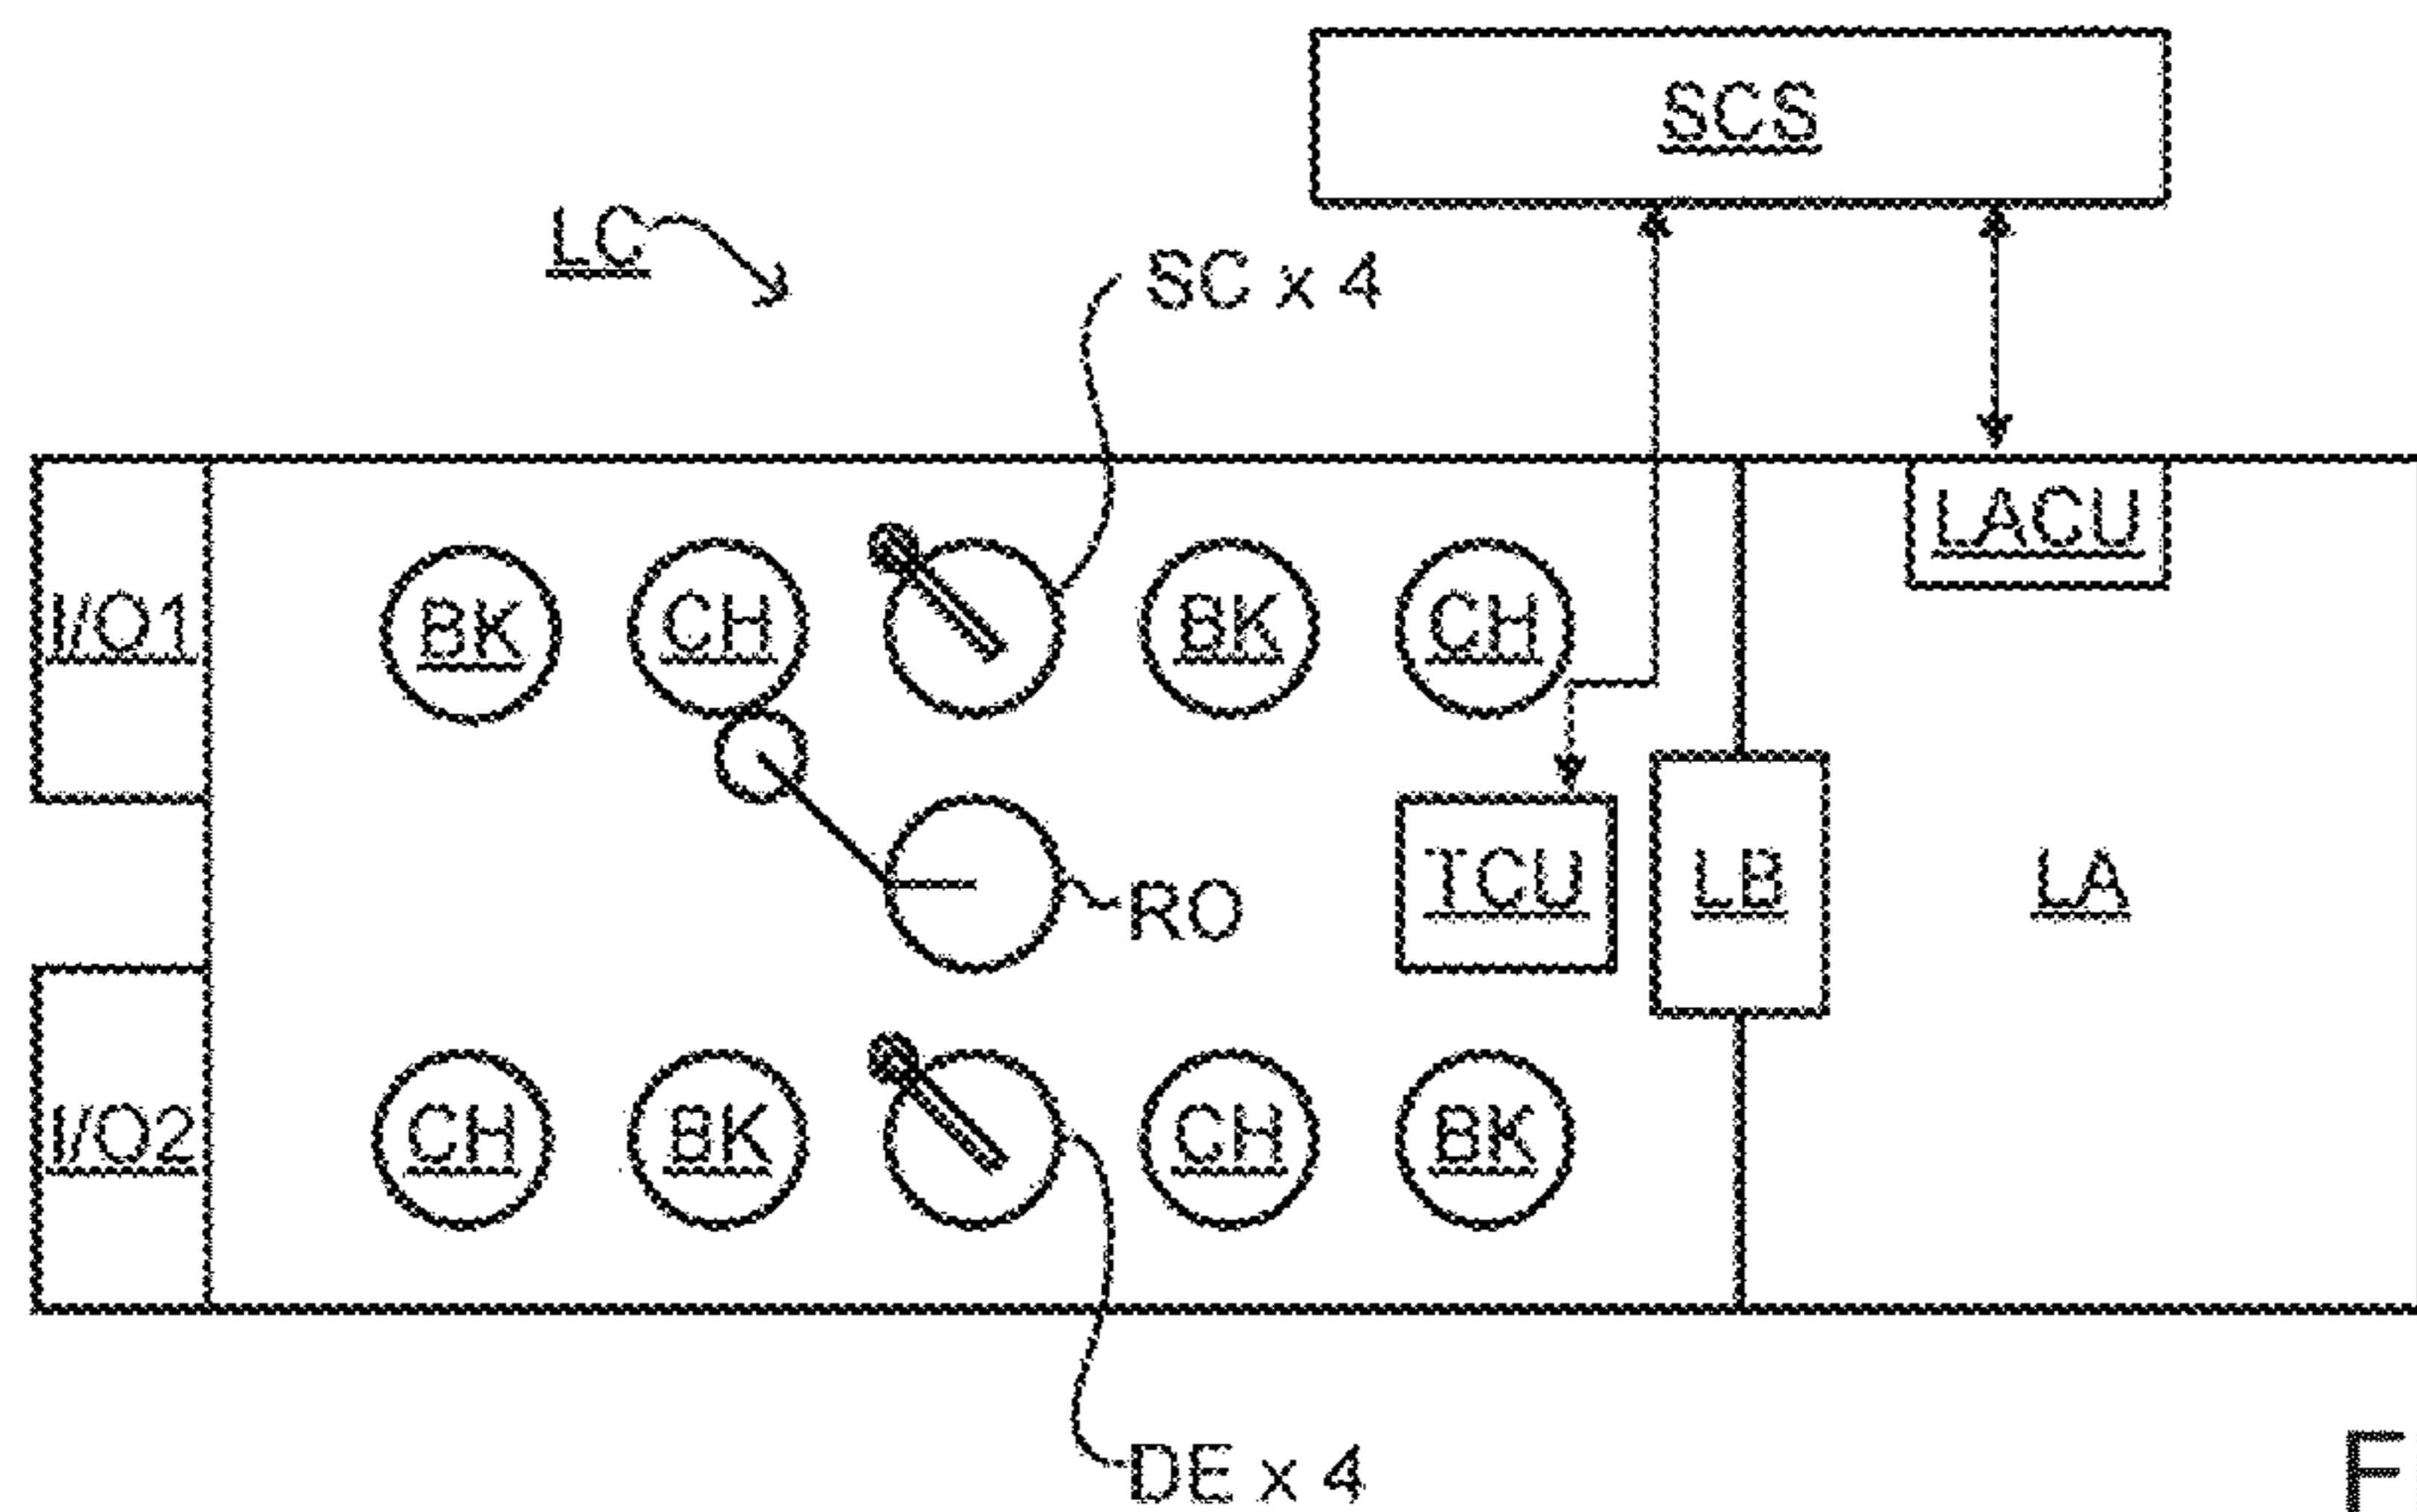 SCS
LC
SC x 4
LACU
I/O1 BK CH BK CH
TCU LB LA
RO
I/O2 CH BK CH BK
DE x 4
F